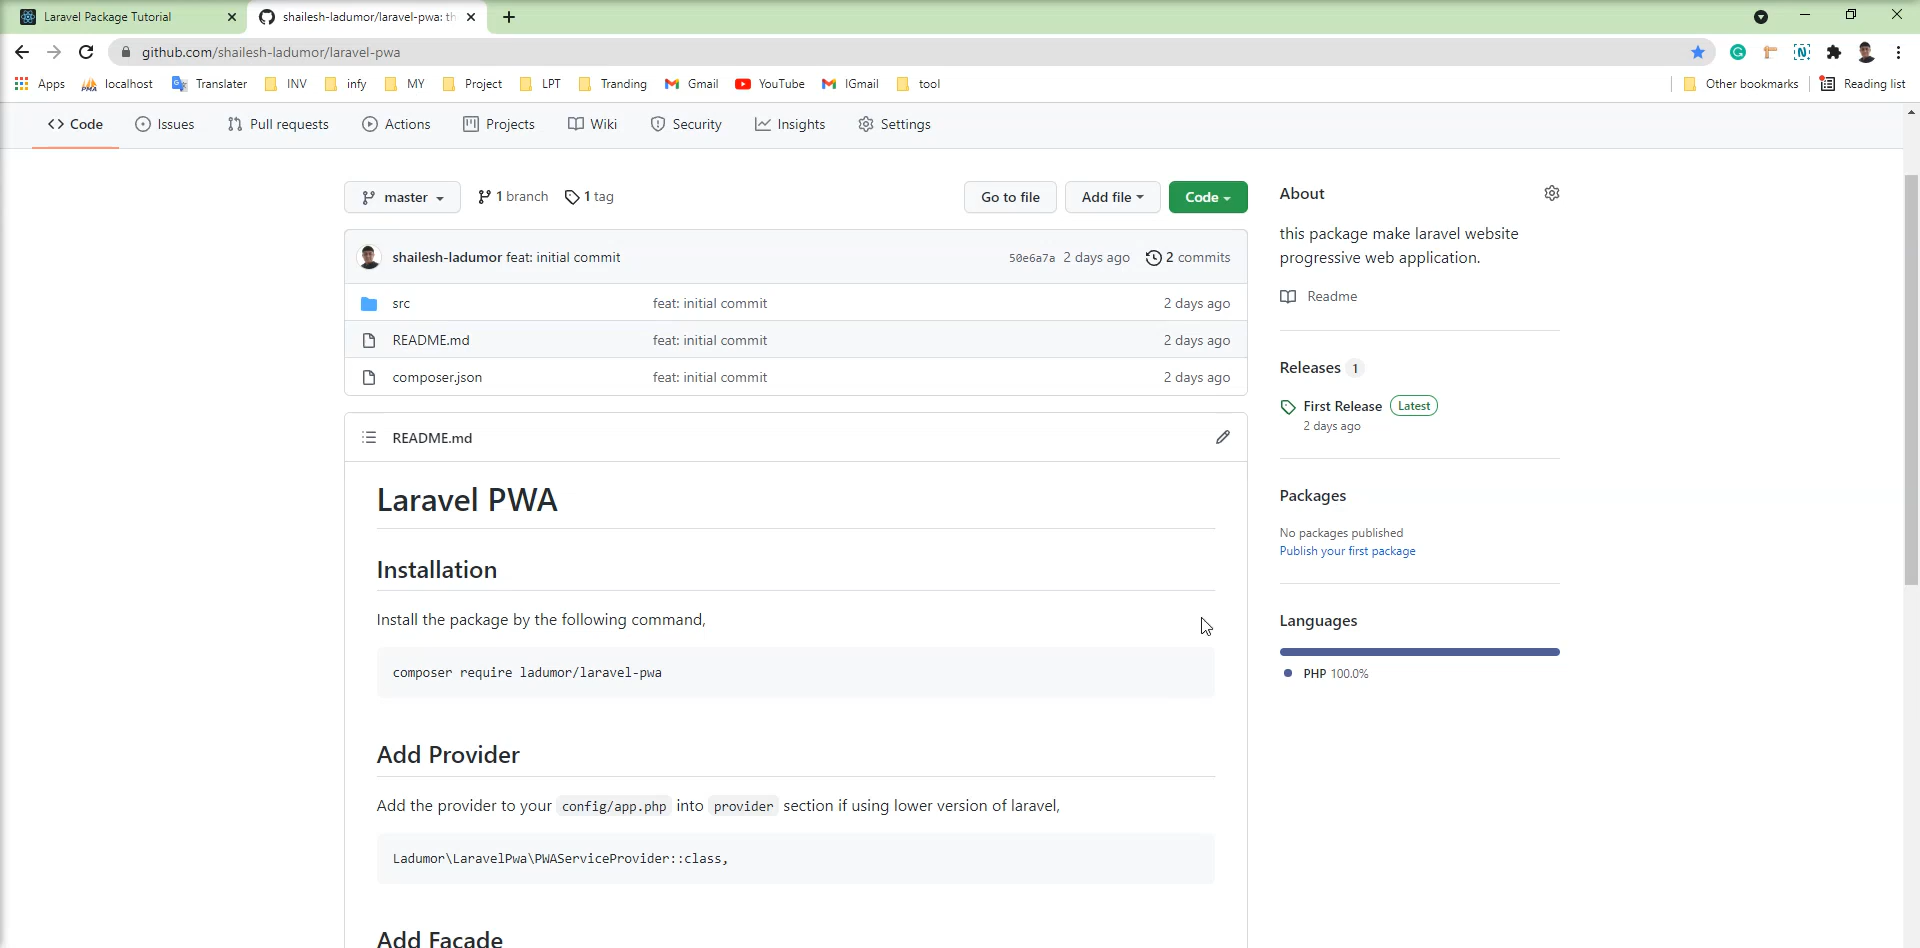 Laravel Package Tutorial
shailesh-ladumor/laravel-pwa: th
github.com/shailesh-ladumor/laravel-pwa
Apps
localhost
Translater
INV
infy
MY
Project
LPT
Tranding
Gmail
YouTube
IGmail
tool
Other bookmarks
Reading list
Code
Issues
Pull requests
Actions
Projects
Wiki
Security
Insights
Settings
master
1 branch
1 tag
Go to file
Add file
Code
shailesh-ladumor feat: initial commit
50e6a7a 2 days ago
2 commits
src
feat: initial commit
2 days ago
README.md
feat: initial commit
2 days ago
composer.json
feat: initial commit
2 days ago
README.md
Laravel PWA
Installation
Install the package by the following command,
composer require ladumor/laravel-pwa
Add Provider
Add the provider to your config/app.php into provider section if using lower version of laravel,
Ladumor\LaravelPwa\PWAServiceProvider::class,
Add Facade
About
this package make laravel website
progressive web application.
Readme
Releases 1
First Release Latest
2 days ago
Packages
No packages published
Publish your first package
Languages
PHP 100.0%